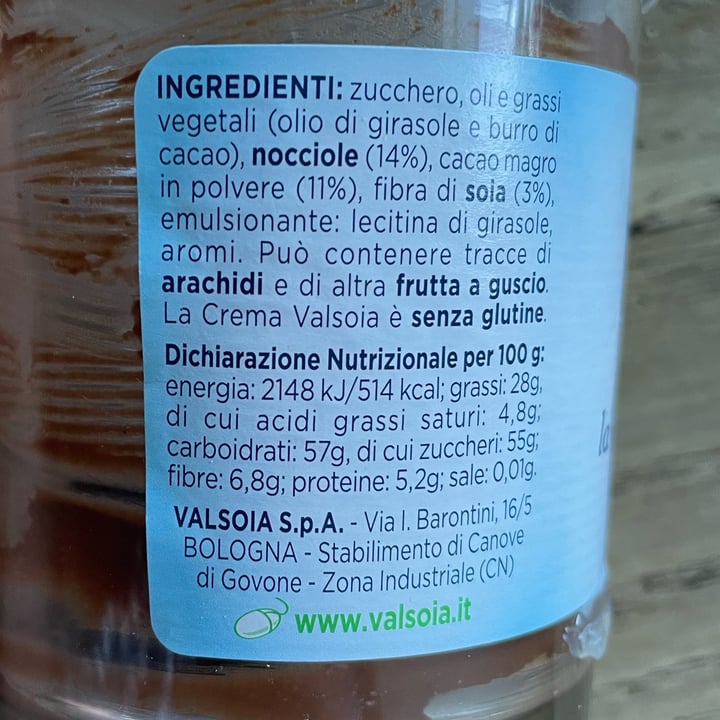 INGREDIENTI: zucchero, oli e grassi
vegetali (olio di girasole e burro di
cacao), nocciole (14%), cacao magro
in polvere (11%), fibra di soia (3%),
emulsionante: lecitina di girasole,
aromi. Può contenere tracce di
arachidi e di altra frutta a guscio.
La Crema Valsoia è senza glutine.
Dichiarazione Nutrizionale per 100 g:
energia: 2148 kJ/514 kcal; grassi: 28g,
di cui acidi grassi saturi: 4,8g;
carboidrati: 57g, di cui zuccheri: 55g;
fibre: 6,8g; proteine: 5,2g; sale: 0,01g.
VALSOIA S.p.A. - Via I. Barontini, 16/5
BOLOGNA - Stabilimento di Canove
di Govone - Zona Industriale (CN)
www.valsoia.it
la